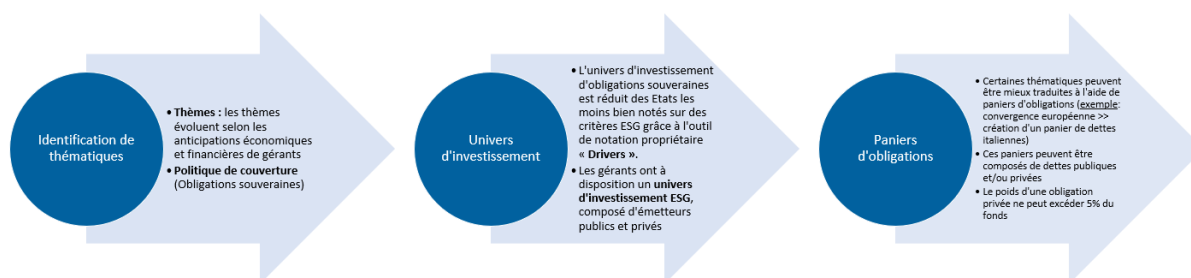 Identification de
thématiques
• Thèmes : les thèmes
évoluent selon les
anticipations économiques
et financières de gérants
• Politique de couverture
(Obligations souveraines)
Univers
d'investissement
• L'univers d'investissement
d'obligations souveraines
est réduit des Etats les
moins bien notés sur des
critères ESG grâce à l'outil
de notation propriétaire
« Drivers ».
• Les gérants ont à
disposition un univers
d'investissement ESG,
composé d'émetteurs
publics et privés
Paniers
d'obligations
• Certaines thématiques peuvent
être mieux traduites à l'aide de
paniers d'obligations (exemple:
convergence européenne >>
création d'un panier de dettes
italiennes)
• Ces paniers peuvent être
composés de dettes publiques
et/ou privées
• Le poids d'une obligation
privée ne peut excéder 5% du
fonds